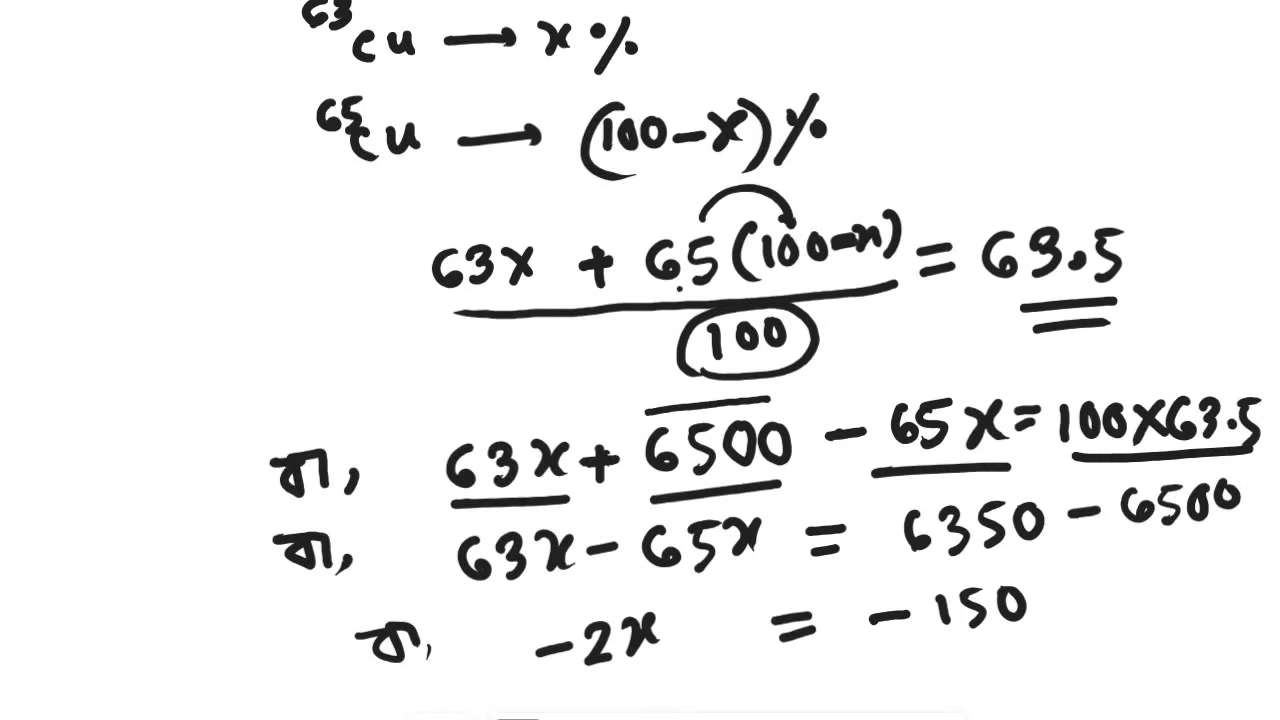 ⁶³Cu → x %
⁶⁵Cu → (100 - x) %
63x + 65 (100 - x) = 63.5
100
বা, 63x + 6500 - 65x = 100 x 63.5
বা, 63x - 65x = 6350 - 6500
বা, -2x = -150